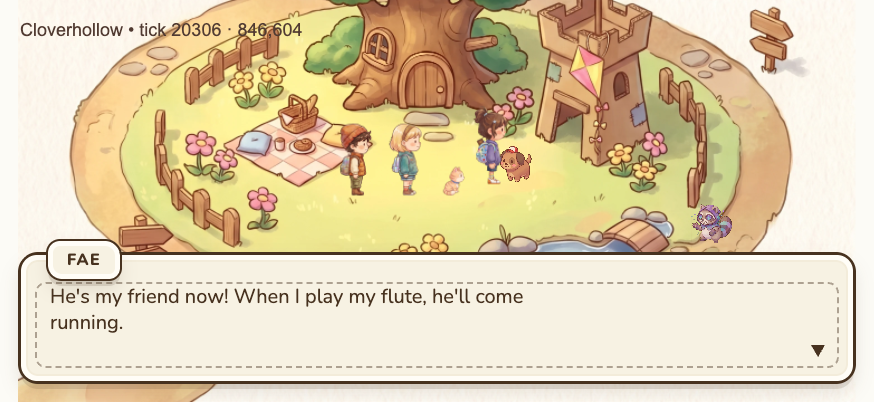 Cloverhollow • tick 20306 · 846,604
FAE
He's my friend now! When I play my flute, he'll come
running.